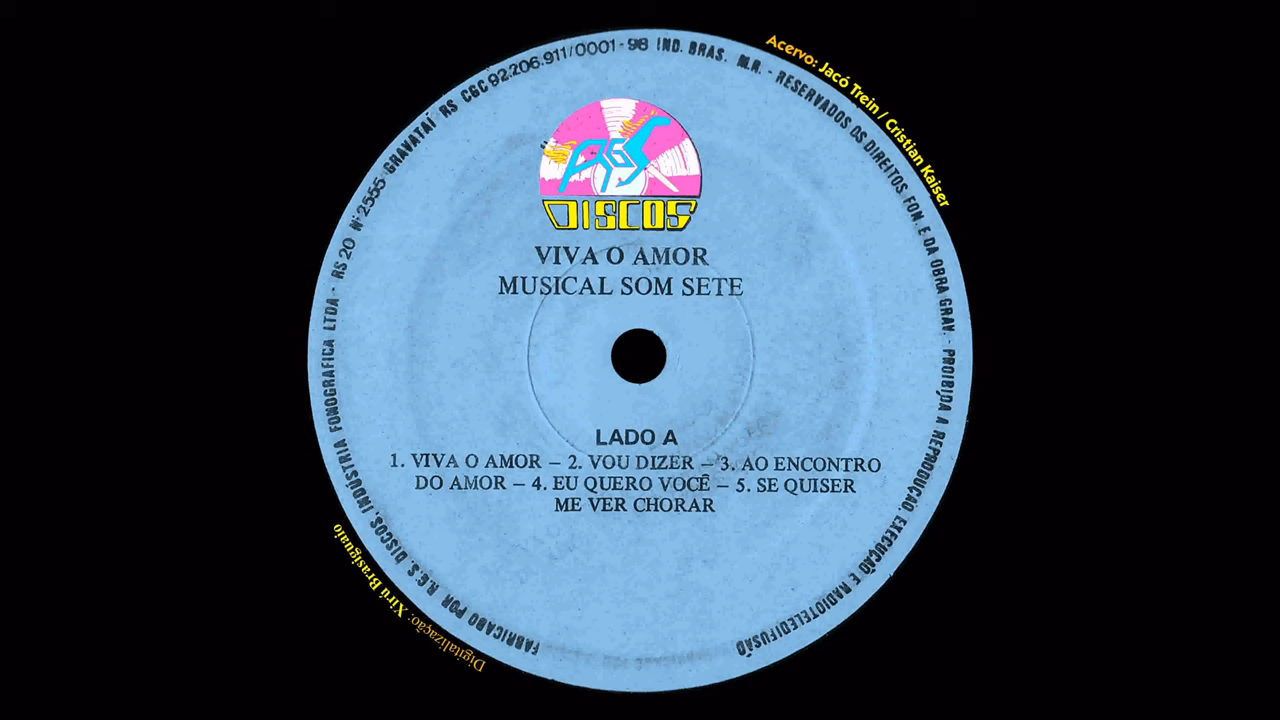 FABRICADO POR R.G.S. DISCOS, INDUSTRIA FONOGRAFICA LTDA - RS 20 Nº 2555 GRAVATAÍ RS CGC 92.206.911/0001-98 IND. BRAS. M.R. - RESERVADOS OS DIREITOS. FON. E DA OBRA GRAV. - PROIBIDA A REPRODUÇÃO, EXECUÇÃO E RADIOTELEDIFUSÃO
Acervo: Jacó Trein / Cristian Kaiser
RGS
DISCOS
VIVA O AMOR
MUSICAL SOM SETE
LADO A
1. VIVA O AMOR – 2. VOU DIZER – 3. AO ENCONTRO
DO AMOR – 4. EU QUERO VOCÊ – 5. SE QUISER
ME VER CHORAR
Digitalização: Xirú Brasiguaio